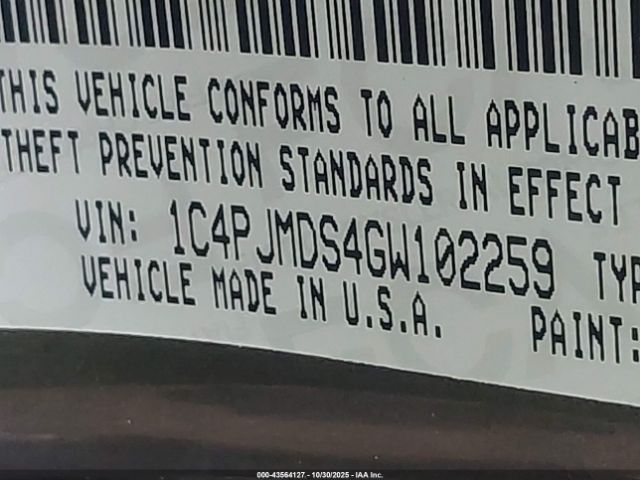 THIS VEHICLE CONFORMS TO ALL APPLICAB
THEFT PREVENTION STANDARDS IN EFFECT
VIN: 1C4PJMDS4GW102259 TYP
VEHICLE MADE IN U.S.A. PAINT:
000-43564127 - 10/30/2025 - IAA Inc.